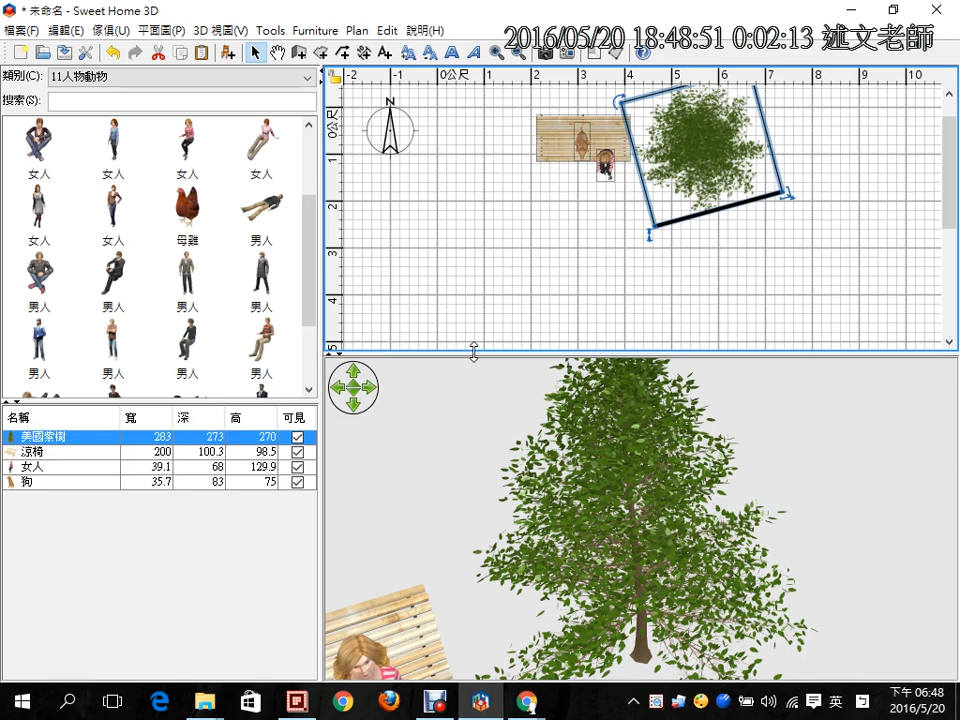 * 未命名 - Sweet Home 3D
檔案(F) 編輯(E) 傢俱(U) 平面圖(P) 3D 視圖(V) Tools Furniture Plan Edit 說明(H)
2016/05/20 18:48:51 0:02:13 述文老師
類別(C): 11人物動物
搜索(S):
女人 女人 女人 女人
女人 女人 母雞 男人
男人 男人 男人 男人
男人 男人 男人 男人
-2 -1 0公尺 1 2 3 4 5 6 7 8 9 10
0公尺
1
2
3
4
5
N
名稱 寬 深 高 可見
美國紫樹 283 273 270
涼椅 200 100.3 98.5
女人 39.1 68 129.9
狗 35.7 83 75
英
下午 06:48
2016/5/20